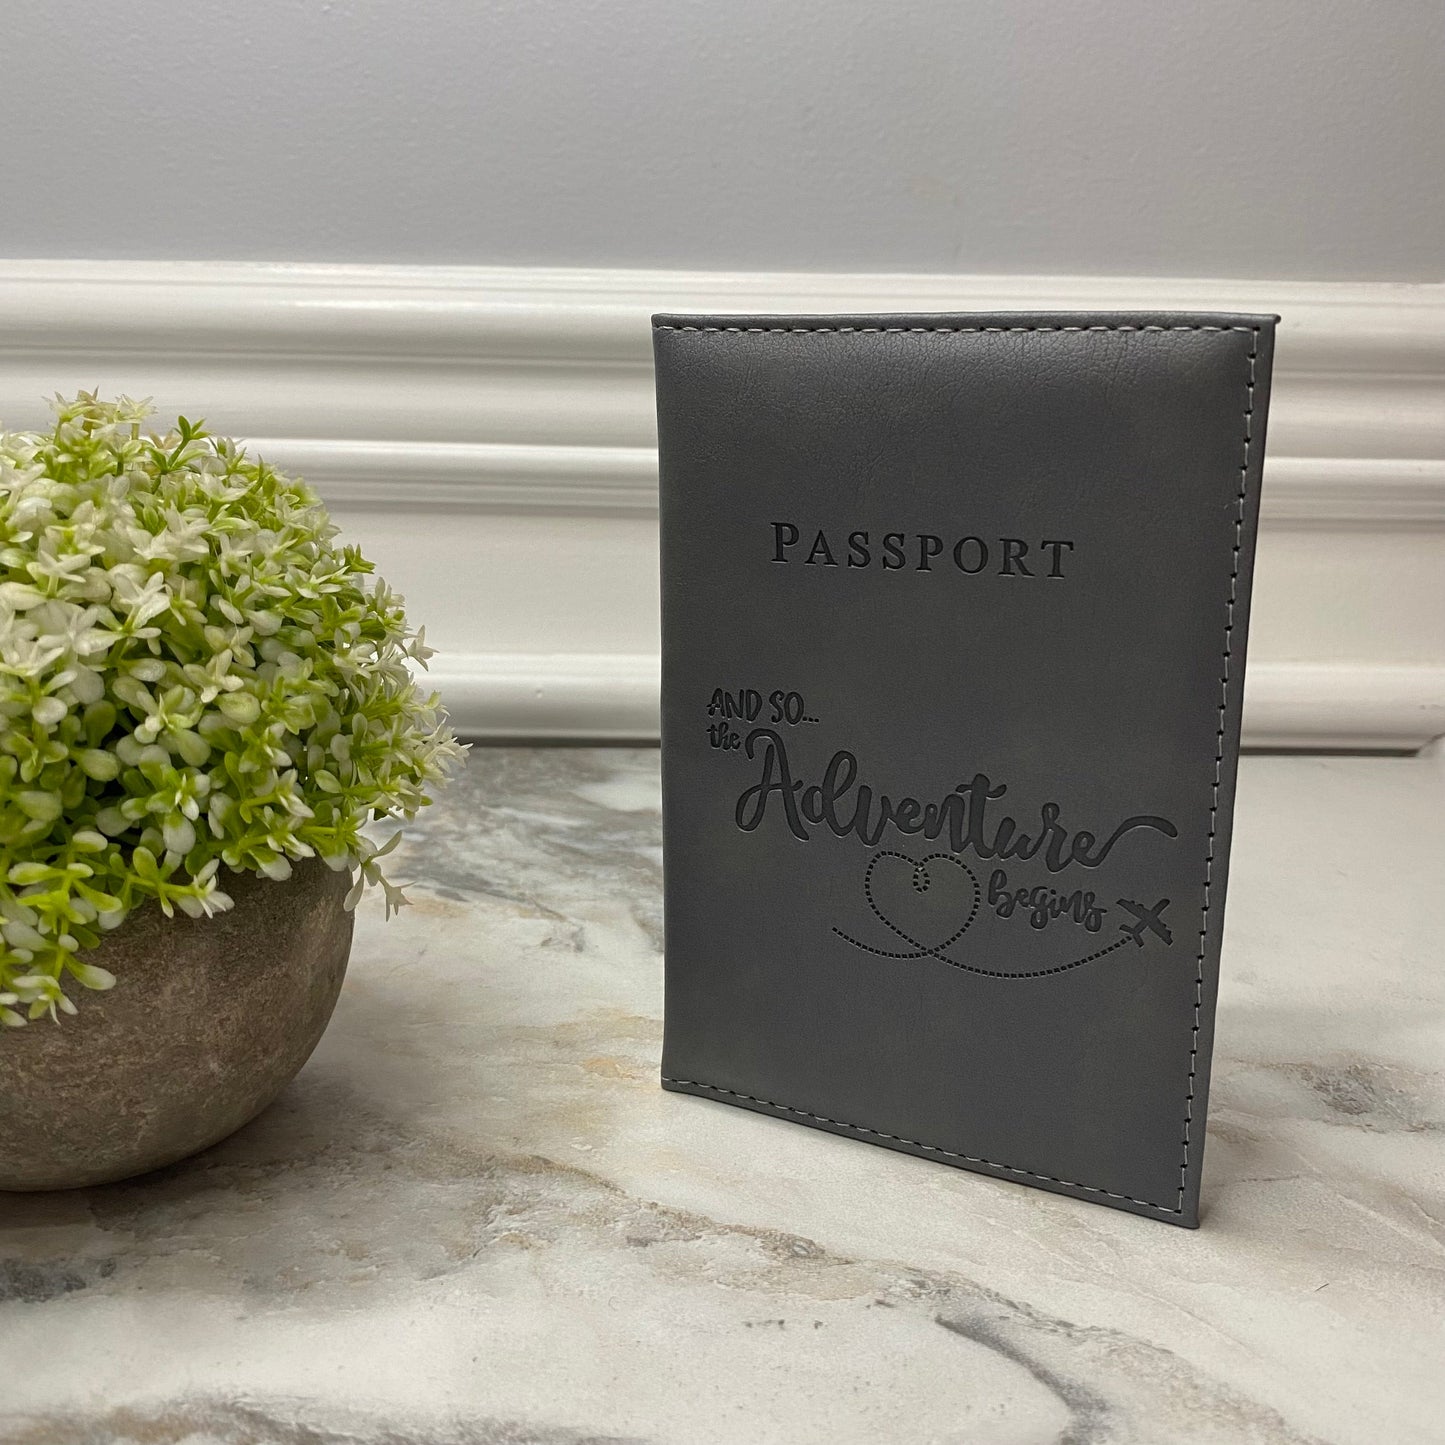 PASSPORT
AND SO...
the Adventure
begins